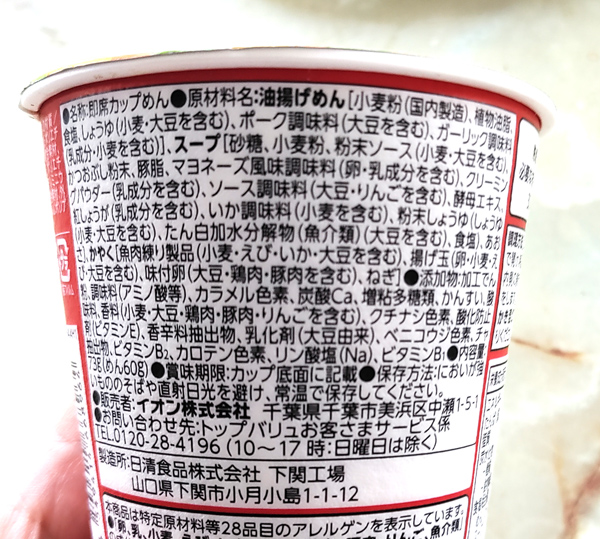 ●名称:即席カップめん●原材料名:油揚げめん[小麦粉(国内製造)、植物油脂、
食塩、しょうゆ(小麦・大豆を含む)、ポーク調味料(大豆を含む)、ガーリック調味料
(乳成分・小麦を含む)]、スープ[砂糖、小麦粉、粉末ソース(小麦・大豆を含む)、
かつおぶし粉末、豚脂、マヨネーズ風味調味料(卵・乳成分を含む)、クリーミン
グパウダー(乳成分を含む)、ソース調味料(大豆・りんごを含む)、酵母エキス、
粒しょうが(乳成分を含む)、いか調味料(小麦を含む)、粉末しょうゆ(しょうゆ
(小麦・大豆を含む)、たん白加水分解物(魚介類)(大豆を含む)、食塩)、あお
さ]、かやく[魚肉練り製品(小麦・えび・いか・大豆を含む)、揚げ玉(卵・小麦・え
び・大豆を含む)、味付卵(大豆・鶏肉・豚肉を含む)、ねぎ]●添加物:加工でん
粉、調味料(アミノ酸等)、カラメル色素、炭酸Ca、増粘多糖類、かんすい、酸
味料、香料(小麦・大豆・鶏肉・豚肉・りんごを含む)、クチナシ色素、酸化防止
剤(ビタミンE)、香辛料抽出物、乳化剤(大豆由来)、ベニコウジ色素、チャ
抽出物、ビタミンB₂、カロテン色素、リン酸塩(Na)、ビタミンB₁●内容量:
73g(めん60g)●賞味期限:カップ底面に記載●保存方法:においが強
いもののそばや直射日光を避け、常温で保存してください。
●販売者:イオン株式会社 千葉県千葉市美浜区中瀬1-5-1
●お問い合わせ先:トップバリュお客さまサービス係
TEL0120-28-4196(10〜17時:日曜日は除く)
製造所:日清食品株式会社 下関工場
山口県下関市小月小島1-1-12
本商品は特定原材料等28品目のアレルゲンを表示しています。